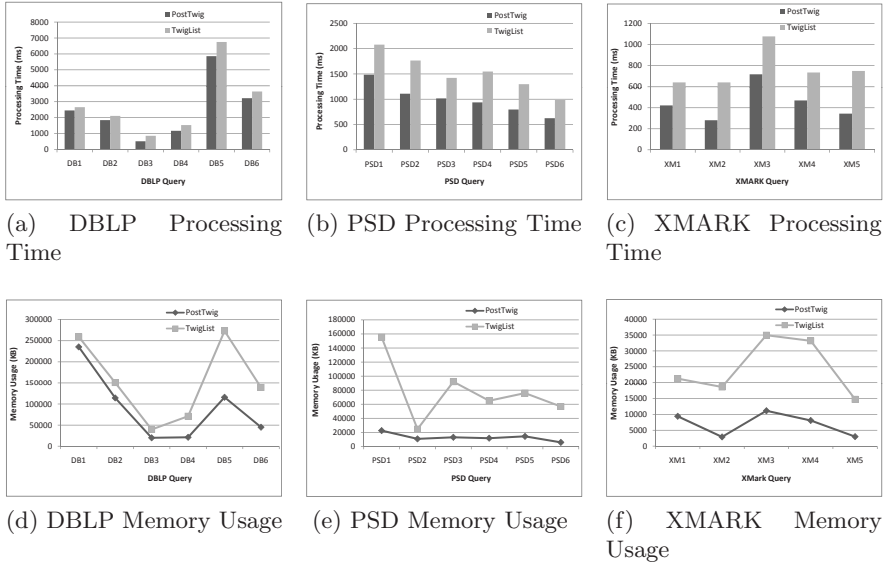 PostTwig
TwigList
8000
7000
6000
5000
4000
3000
2000
1000
0
Processing Time (ms)
DB1 DB2 DB3 DB4 DB5 DB6
DBLP Query
(a) DBLP Processing
Time
PostTwig
TwigList
2500
2000
1500
1000
500
0
Processing Time (ms)
PSD1 PSD2 PSD3 PSD4 PSD5 PSD6
PSD Query
(b) PSD Processing Time
PostTwig
TwigList
1200
1000
800
600
400
200
0
Processing Time (ms)
XM1 XM2 XM3 XM4 XM5
XMARK Query
(c) XMARK Processing
Time
PostTwig
TwigList
300000
250000
200000
150000
100000
50000
0
Memory Usage (KB)
DB1 DB2 DB3 DB4 DB5 DB6
DBLP Query
(d) DBLP Memory Usage
PostTwig
TwigList
180000
160000
140000
120000
100000
80000
60000
40000
20000
0
Memory Usage (KB)
PSD1 PSD2 PSD3 PSD4 PSD5 PSD6
PSD Query
(e) PSD Memory Usage
PostTwig
TwigList
40000
35000
30000
25000
20000
15000
10000
5000
0
Memory Usage (KB)
XM1 XM2 XM3 XM4 XM5
XMark Query
(f) XMARK Memory
Usage